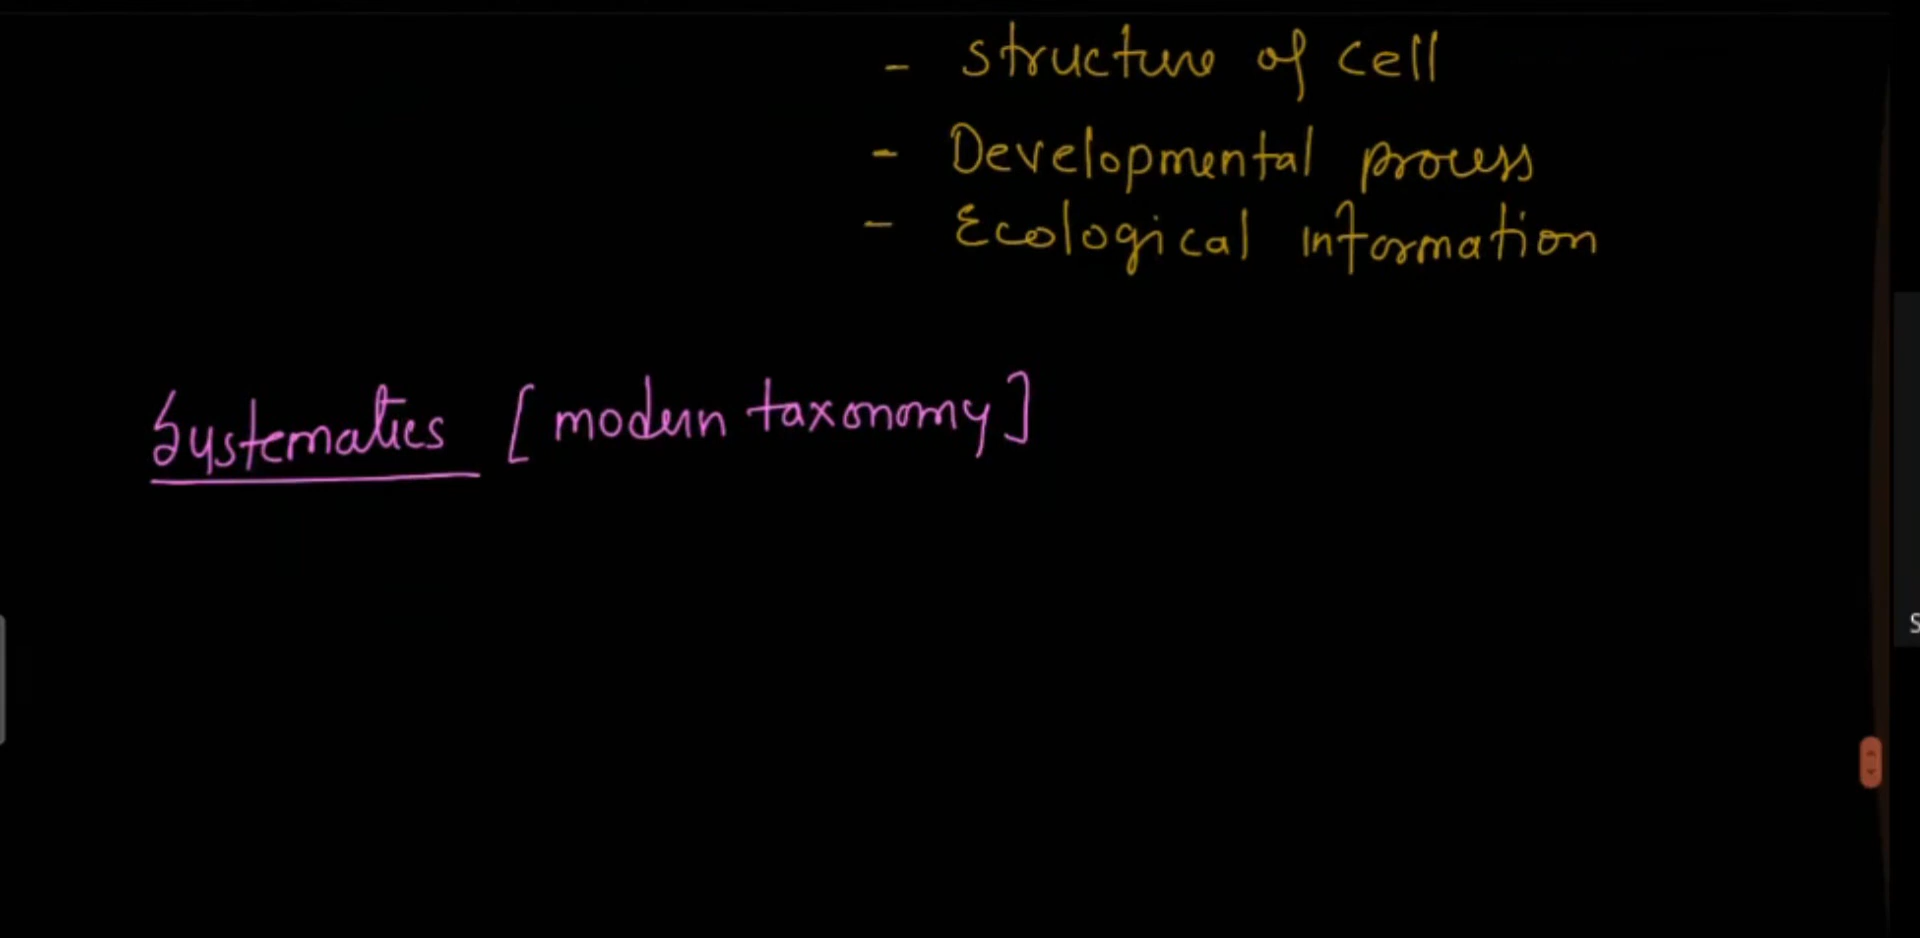 - structure of cell
- Developmental process
- Ecological information
Systematics [modern taxonomy]
S